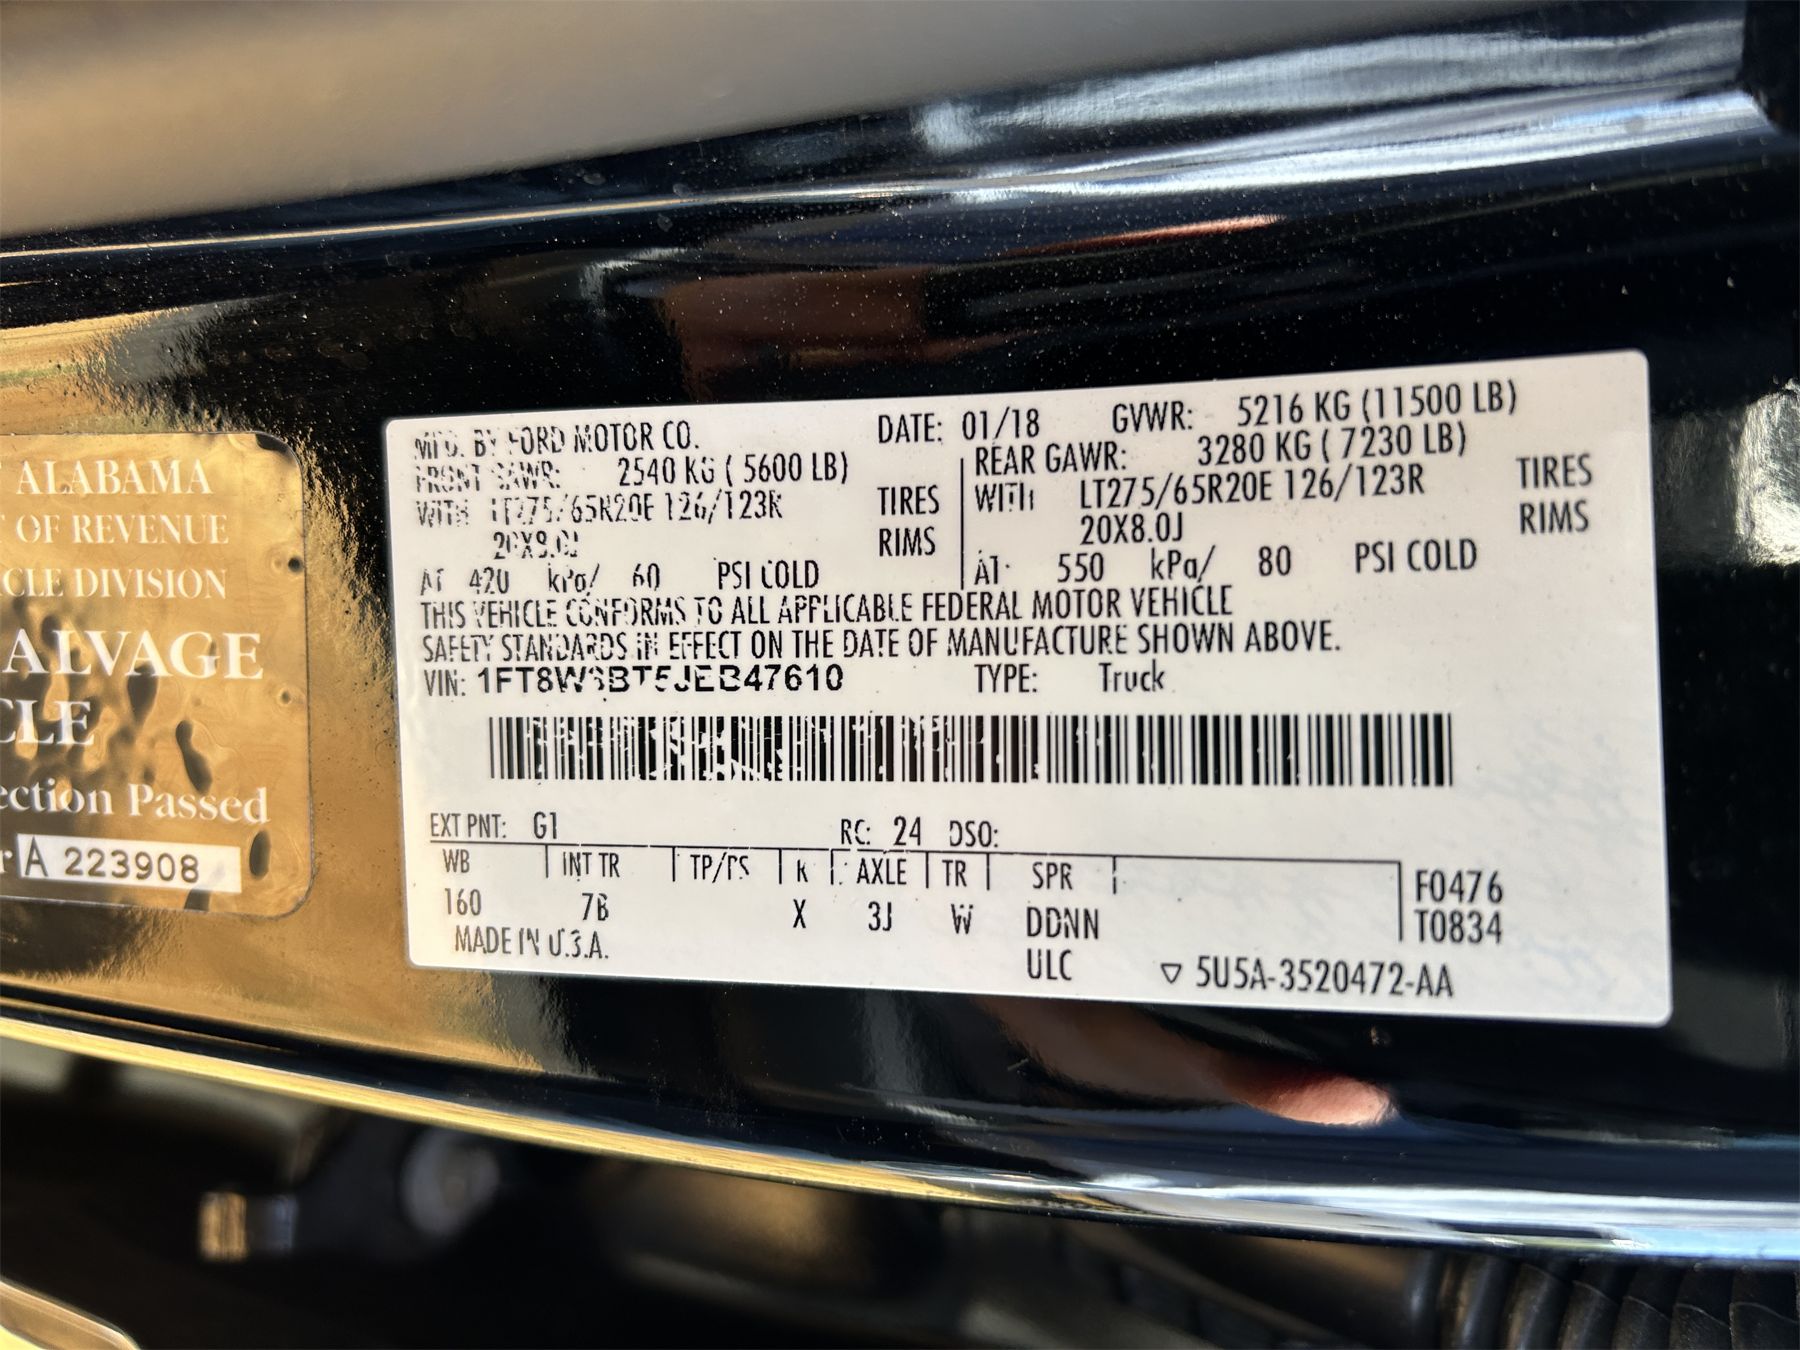 ALABAMA
OF REVENUE
CLE DIVISION
ALVAGE
CLE
ection Passed
r A 223908
MFG. BY FORD MOTOR CO. DATE: 01/18 GVWR: 5216 KG (11500 LB)
FRONT GAWR: 2540 KG ( 5600 LB) REAR GAWR: 3280 KG ( 7230 LB)
WITH LT275/65R20E 126/123R TIRES WITH LT275/65R20E 126/123R TIRES
20X8.0J RIMS 20X8.0J RIMS
AT 420 kPa/ 60 PSI COLD AT 550 kPa/ 80 PSI COLD
THIS VEHICLE CONFORMS TO ALL APPLICABLE FEDERAL MOTOR VEHICLE
SAFETY STANDARDS IN EFFECT ON THE DATE OF MANUFACTURE SHOWN ABOVE.
VIN: 1FT8W3BT5JEB47610 TYPE: Truck
EXT PNT: G1 RC: 24 DSO:
WB INT TR TP/PS R AXLE TR SPR F0476
160 7B X 3J W DDNN T0834
MADE IN U.S.A. ULC 5U5A-3520472-AA